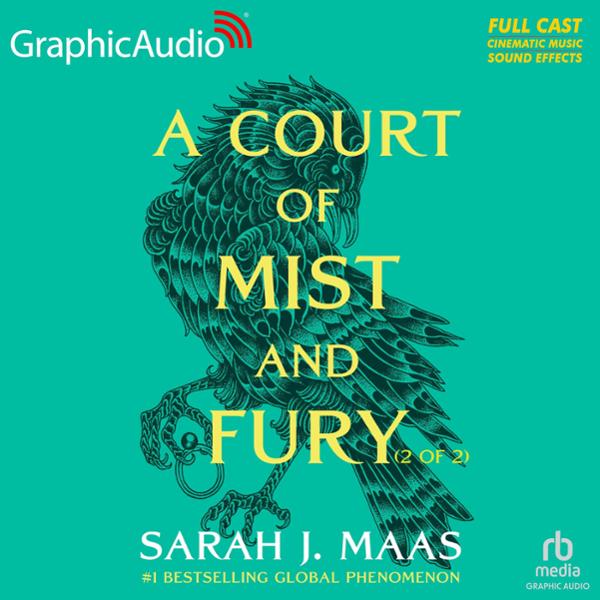 GraphicAudio
FULL CAST
CINEMATIC MUSIC
SOUND EFFECTS
A COURT
OF
MIST
AND
FURY (2 OF 2)
SARAH J. MAAS
#1 BESTSELLING GLOBAL PHENOMENON
rb
media
GRAPHIC AUDIO